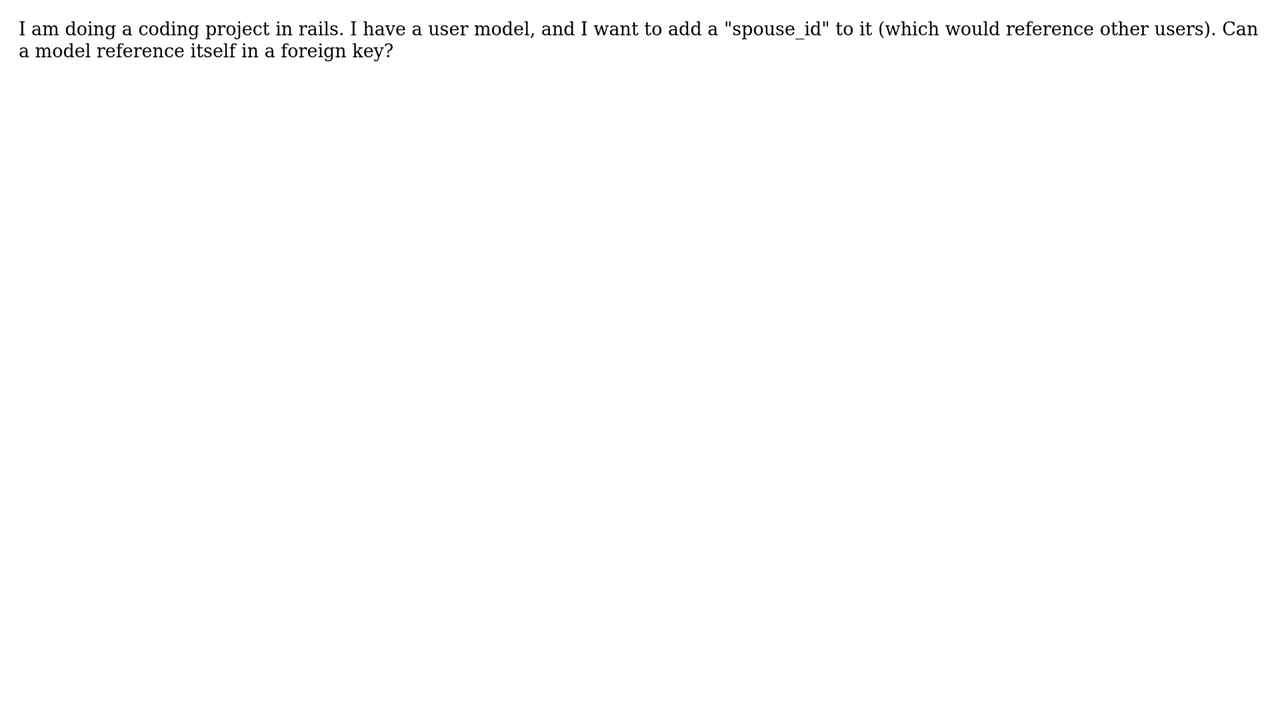 I am doing a coding project in rails. I have a user model, and I want to add a "spouse_id" to it (which would reference other users). Can
a model reference itself in a foreign key?